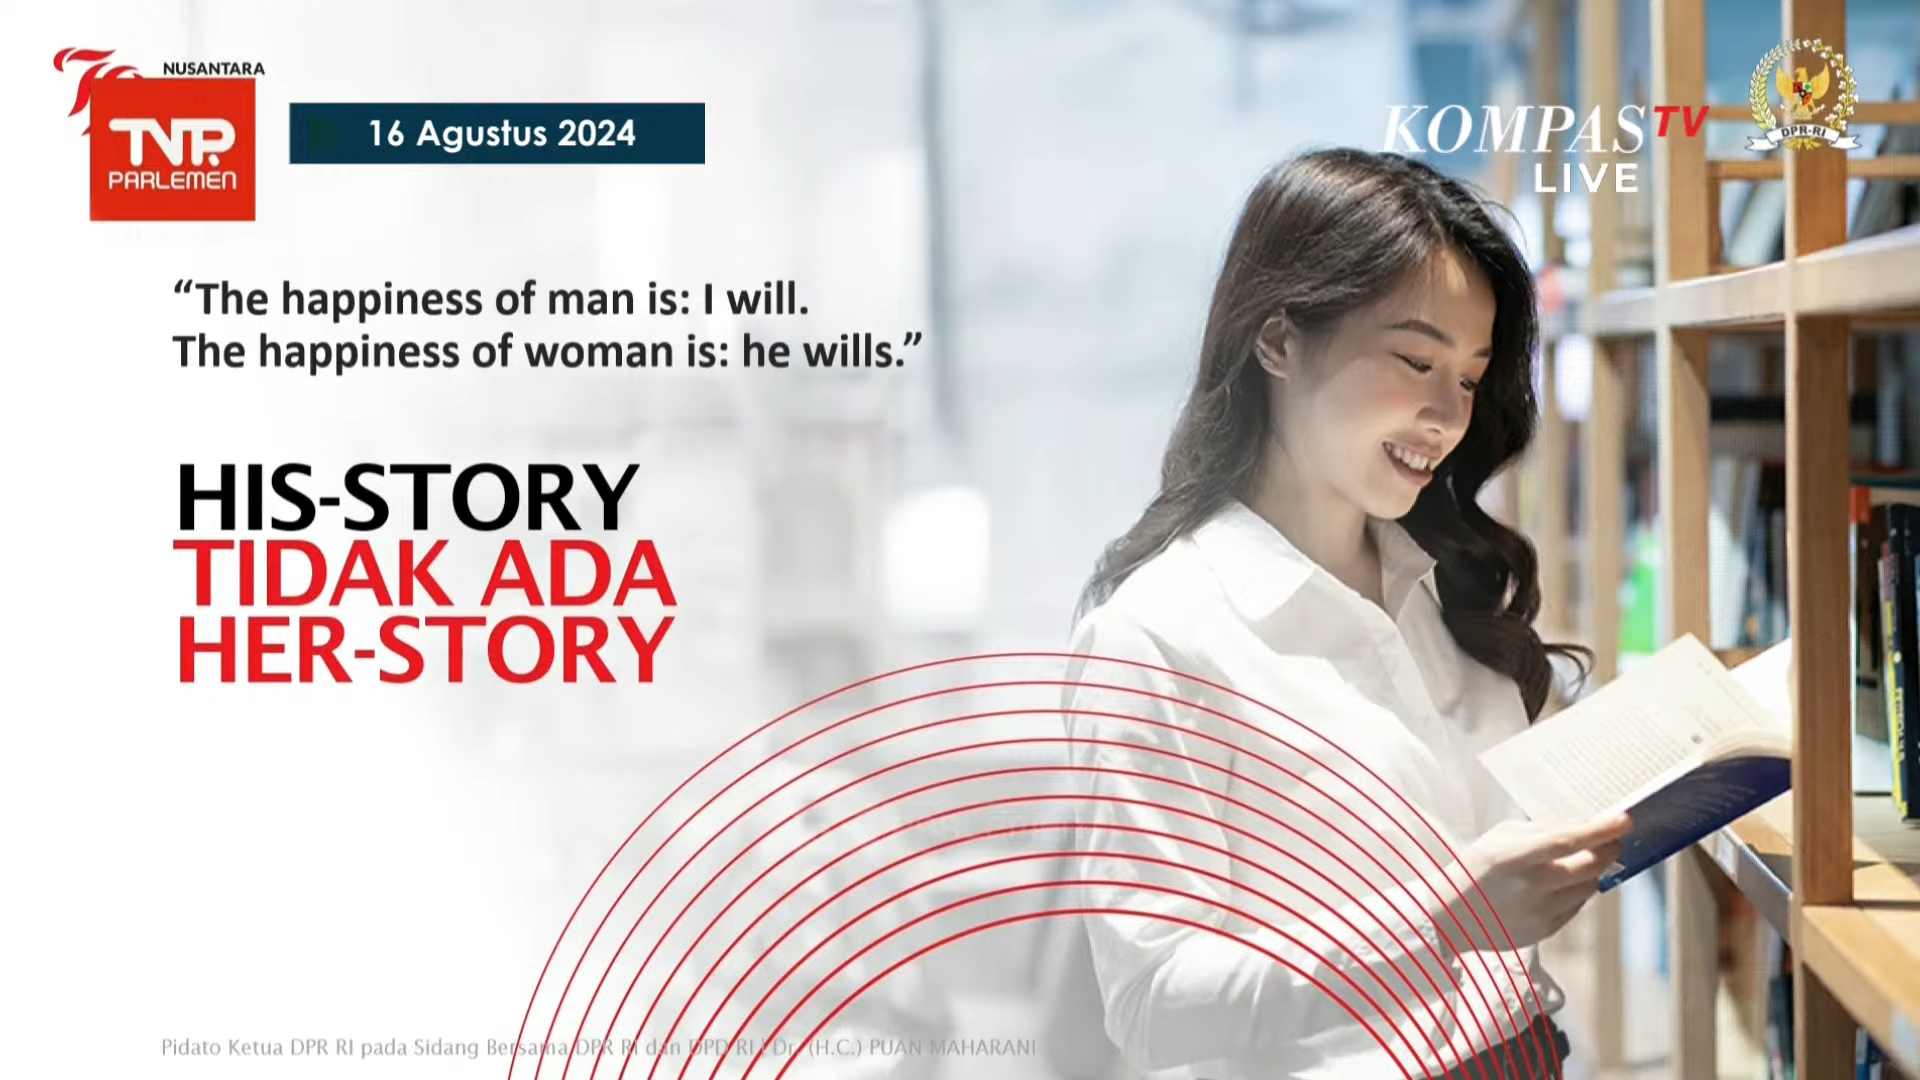 NUSANTARA
TVP.
PARLEMEN
16 Agustus 2024
KOMPAS TV
LIVE
DPR-RI
“The happiness of man is: I will.
The happiness of woman is: he wills.”
HIS-STORY
TIDAK ADA
HER-STORY
Pidato Ketua DPR RI pada Sidang Bersama DPR RI dan DPD RI / Dr. (H.C.) PUAN MAHARANI